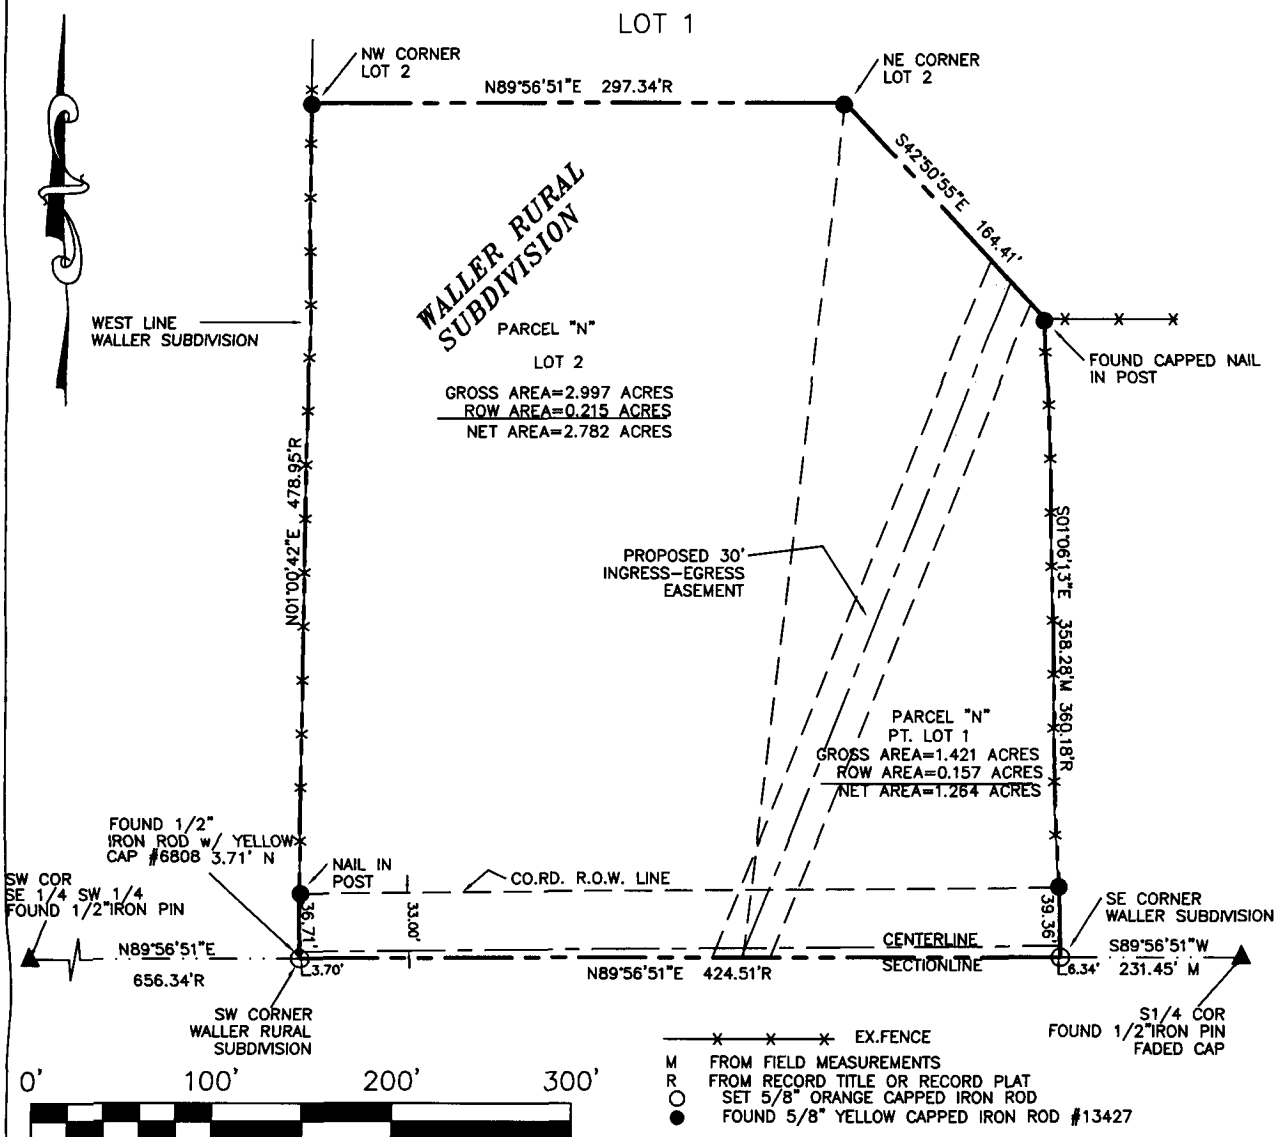 LOT 1
NW CORNER
LOT 2
NE CORNER
LOT 2
N89°56'51"E 297.34'R
S42°50'55"E 164.41'
WALLER RURAL
SUBDIVISION
WEST LINE
WALLER SUBDIVISION
PARCEL "N"
LOT 2
GROSS AREA=2.997 ACRES
ROW AREA=0.215 ACRES
NET AREA=2.782 ACRES
FOUND CAPPED NAIL
IN POST
N01°00'42"E 478.95'R
S01°06'13"E 358.28'M 360.18'R
PROPOSED 30'
INGRESS-EGRESS
EASEMENT
PARCEL "N"
PT. LOT 1
GROSS AREA=1.421 ACRES
ROW AREA=0.157 ACRES
NET AREA=1.264 ACRES
FOUND 1/2"
IRON ROD w/ YELLOW
CAP #6808 3.71' N
NAIL IN
POST
CO.RD. R.O.W. LINE
SW COR
SE 1/4 SW 1/4
FOUND 1/2"IRON PIN
36.71'
33.00'
39.36'
SE CORNER
WALLER SUBDIVISION
N89°56'51"E
656.34'R
3.70'
N89°56'51"E 424.51'R
CENTERLINE
SECTIONLINE
6.34'
S89°56'51"W
231.45' M
SW CORNER
WALLER RURAL
SUBDIVISION
S1/4 COR
FOUND 1/2"IRON PIN
FADED CAP
EX.FENCE
M FROM FIELD MEASUREMENTS
R FROM RECORD TITLE OR RECORD PLAT
SET 5/8" ORANGE CAPPED IRON ROD
FOUND 5/8" YELLOW CAPPED IRON ROD #13427
0' 100' 200' 300'